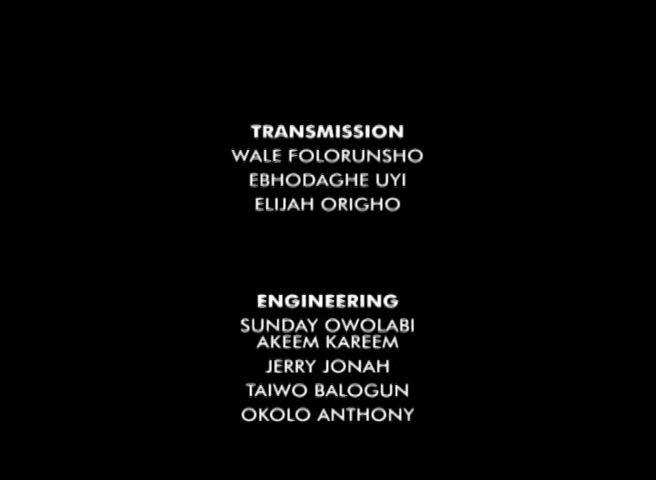 TRANSMISSION
WALE FOLORUNSHO
EBHODAGHE UYI
ELIJAH ORIGHO
ENGINEERING
SUNDAY OWOLABI
AKEEM KAREEM
JERRY JONAH
TAIWO BALOGUN
OKOLO ANTHONY